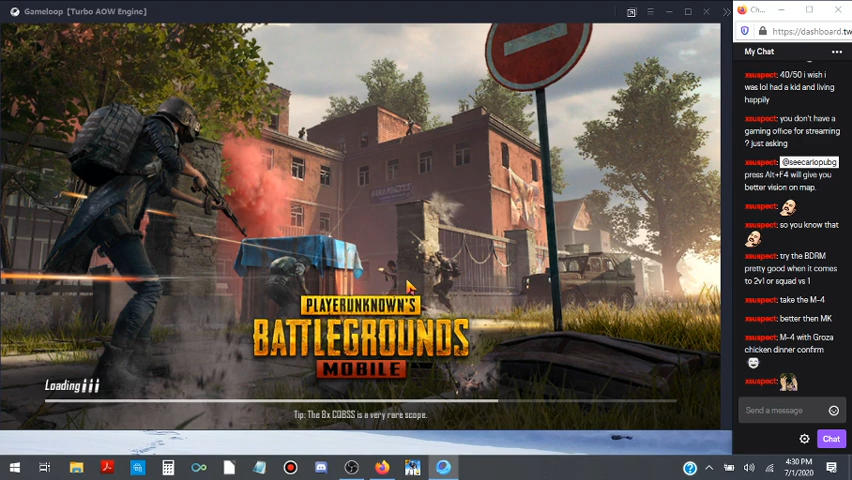 Gameloop [Turbo AOW Engine]
PLAYERUNKNOWN'S
BATTLEGROUNDS
MOBILE
Loading
Tip: The 8x CQBSS is a very rare scope.
Ch...
https://dashboard.tw
My Chat
xsuspect: 40/50 i wish i
was lol had a kid and living
happily
xsuspect: you don't have a
gaming office for streaming
? just asking
xsuspect: @seecariopubg
press Alt+F4 will give you
better vision on map.
xsuspect:
xsuspect: so you know that
xsuspect: try the BDRM
pretty good when it comes
to 2v1 or squad vs 1
xsuspect: take the M-4
xsuspect: better then MK
xsuspect: M-4 with Groza
chicken dinner confirm
xsuspect:
Send a message
Chat
4:30 PM
7/1/2020